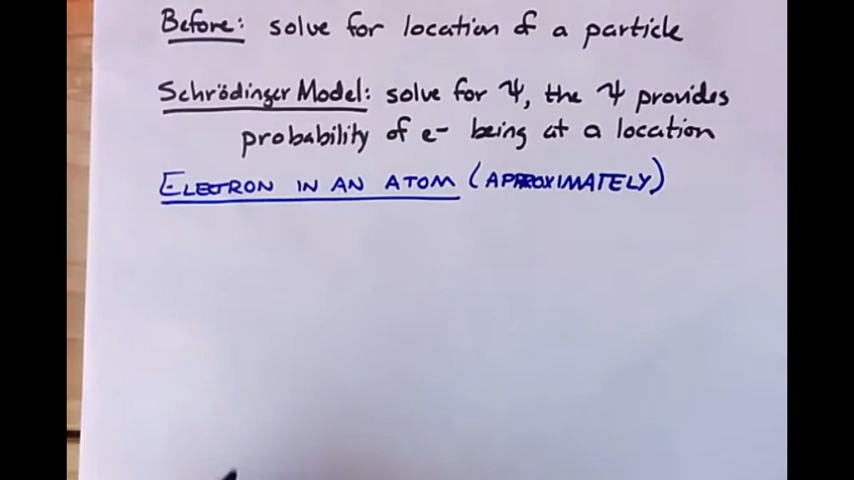 Before: solve for location of a particle
Schrödinger Model: solve for Ψ, the Ψ provides
probability of e- being at a location
ELECTRON IN AN ATOM (APPROXIMATELY)